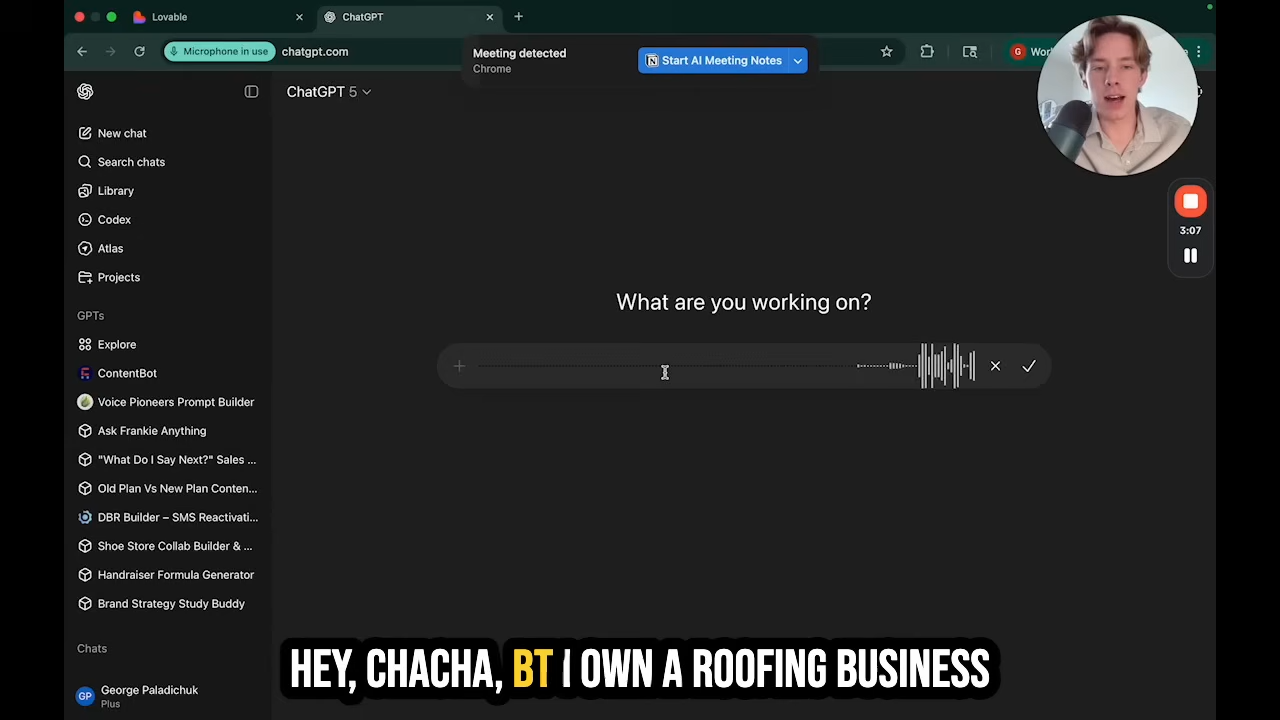 Lovable
ChatGPT
Microphone in use
chatgpt.com
Meeting detected
Chrome
Start AI Meeting Notes
G
Wor
ChatGPT 5
3:07
New chat
Search chats
Library
Codex
Atlas
Projects
GPTs
Explore
ContentBot
Voice Pioneers Prompt Builder
Ask Frankie Anything
"What Do I Say Next?" Sales ...
Old Plan Vs New Plan Conten...
DBR Builder – SMS Reactivati...
Shoe Store Collab Builder & ...
Handraiser Formula Generator
Brand Strategy Study Buddy
Chats
GP
George Paladichuk
Plus
What are you working on?
HEY, CHACHA, BT I OWN A ROOFING BUSINESS